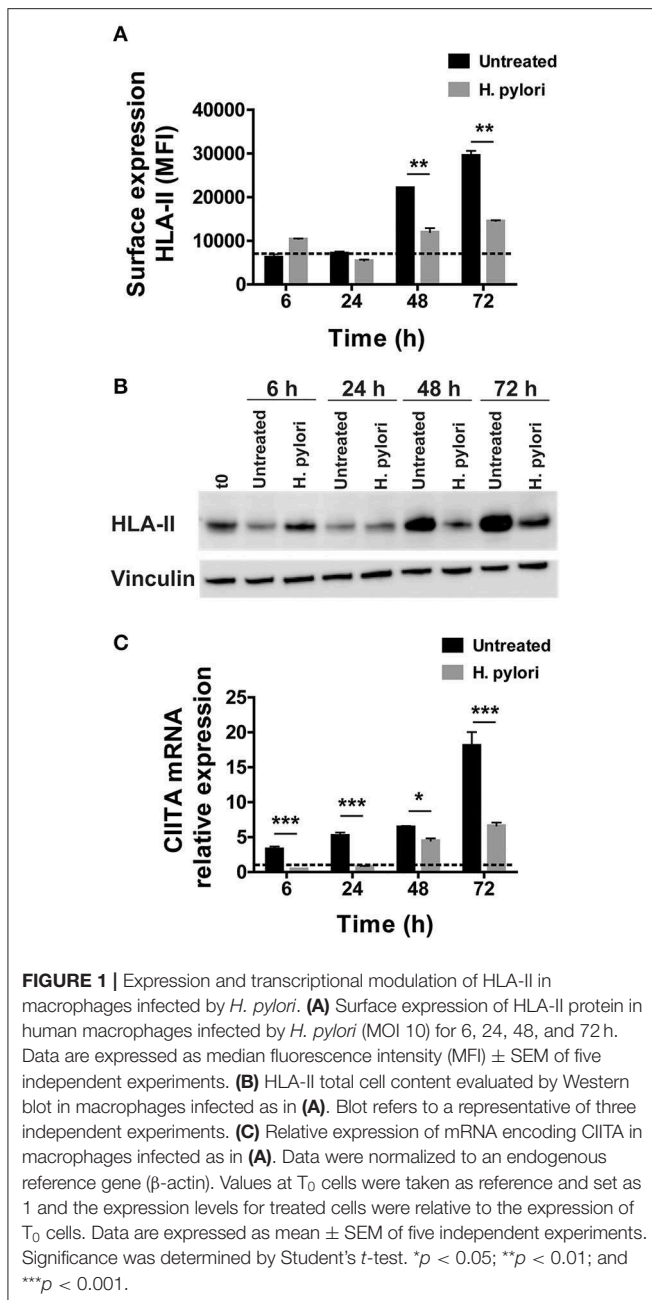 A
Untreated
H. pylori
Surface expression
HLA-II (MFI)
40000
30000
20000
10000
0
**
**
6 24 48 72
Time (h)
B
6 h 24 h 48 h 72 h
t0 Untreated H. pylori Untreated H. pylori Untreated H. pylori Untreated H. pylori
HLA-II
Vinculin
C
Untreated
H. pylori
CIITA mRNA
relative expression
25
20
15
10
5
0
***
***
*
***
6 24 48 72
Time (h)
FIGURE 1 | Expression and transcriptional modulation of HLA-II in
macrophages infected by H. pylori. (A) Surface expression of HLA-II protein in
human macrophages infected by H. pylori (MOI 10) for 6, 24, 48, and 72 h.
Data are expressed as median fluorescence intensity (MFI) ± SEM of five
independent experiments. (B) HLA-II total cell content evaluated by Western
blot in macrophages infected as in (A). Blot refers to a representative of three
independent experiments. (C) Relative expression of mRNA encoding CIITA in
macrophages infected as in (A). Data were normalized to an endogenous
reference gene (β-actin). Values at T0 cells were taken as reference and set as
1 and the expression levels for treated cells were relative to the expression of
T0 cells. Data are expressed as mean ± SEM of five independent experiments.
Significance was determined by Student's t-test. *p < 0.05; **p < 0.01; and
***p < 0.001.